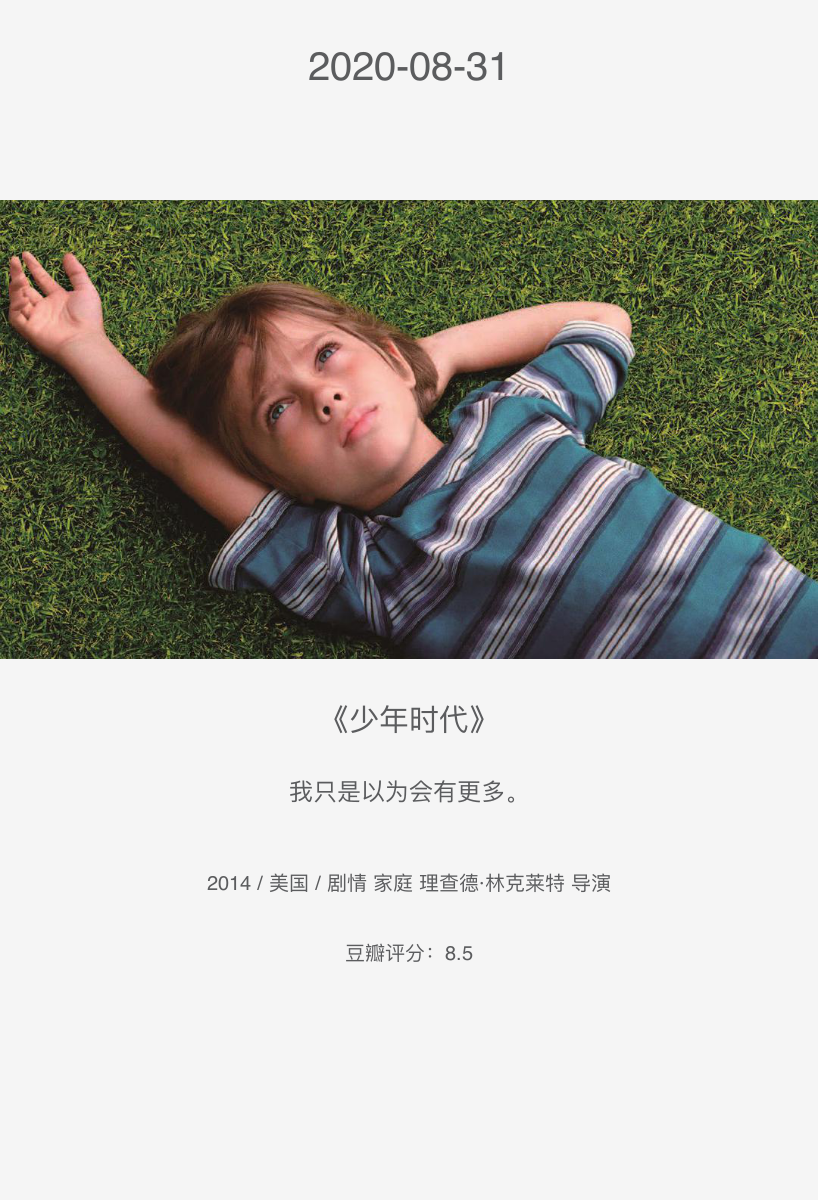 2020-08-31
《少年时代》
我只是以为会有更多。
2014 / 美国 / 剧情 家庭 理查德·林克莱特 导演
豆瓣评分：8.5